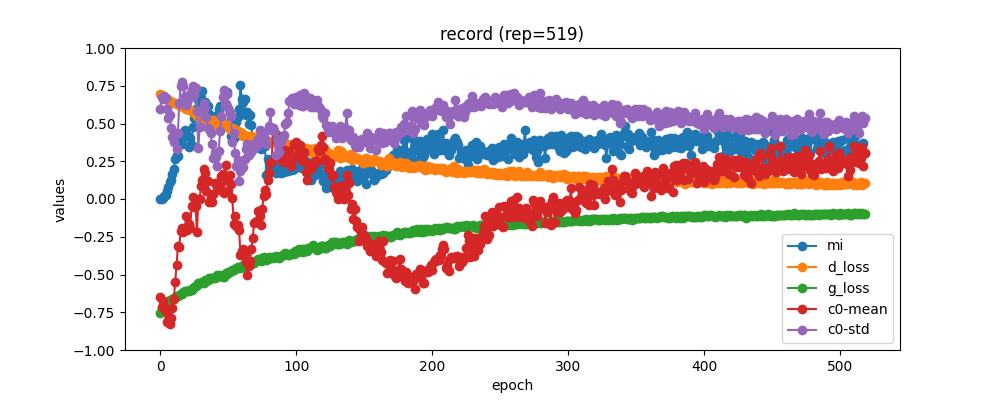 record (rep=519)
1.00
0.75
0.50
0.25
0.00
−0.25
−0.50
−0.75
−1.00
values
mi
d_loss
g_loss
c0-mean
c0-std
0 100 200 300 400 500
epoch